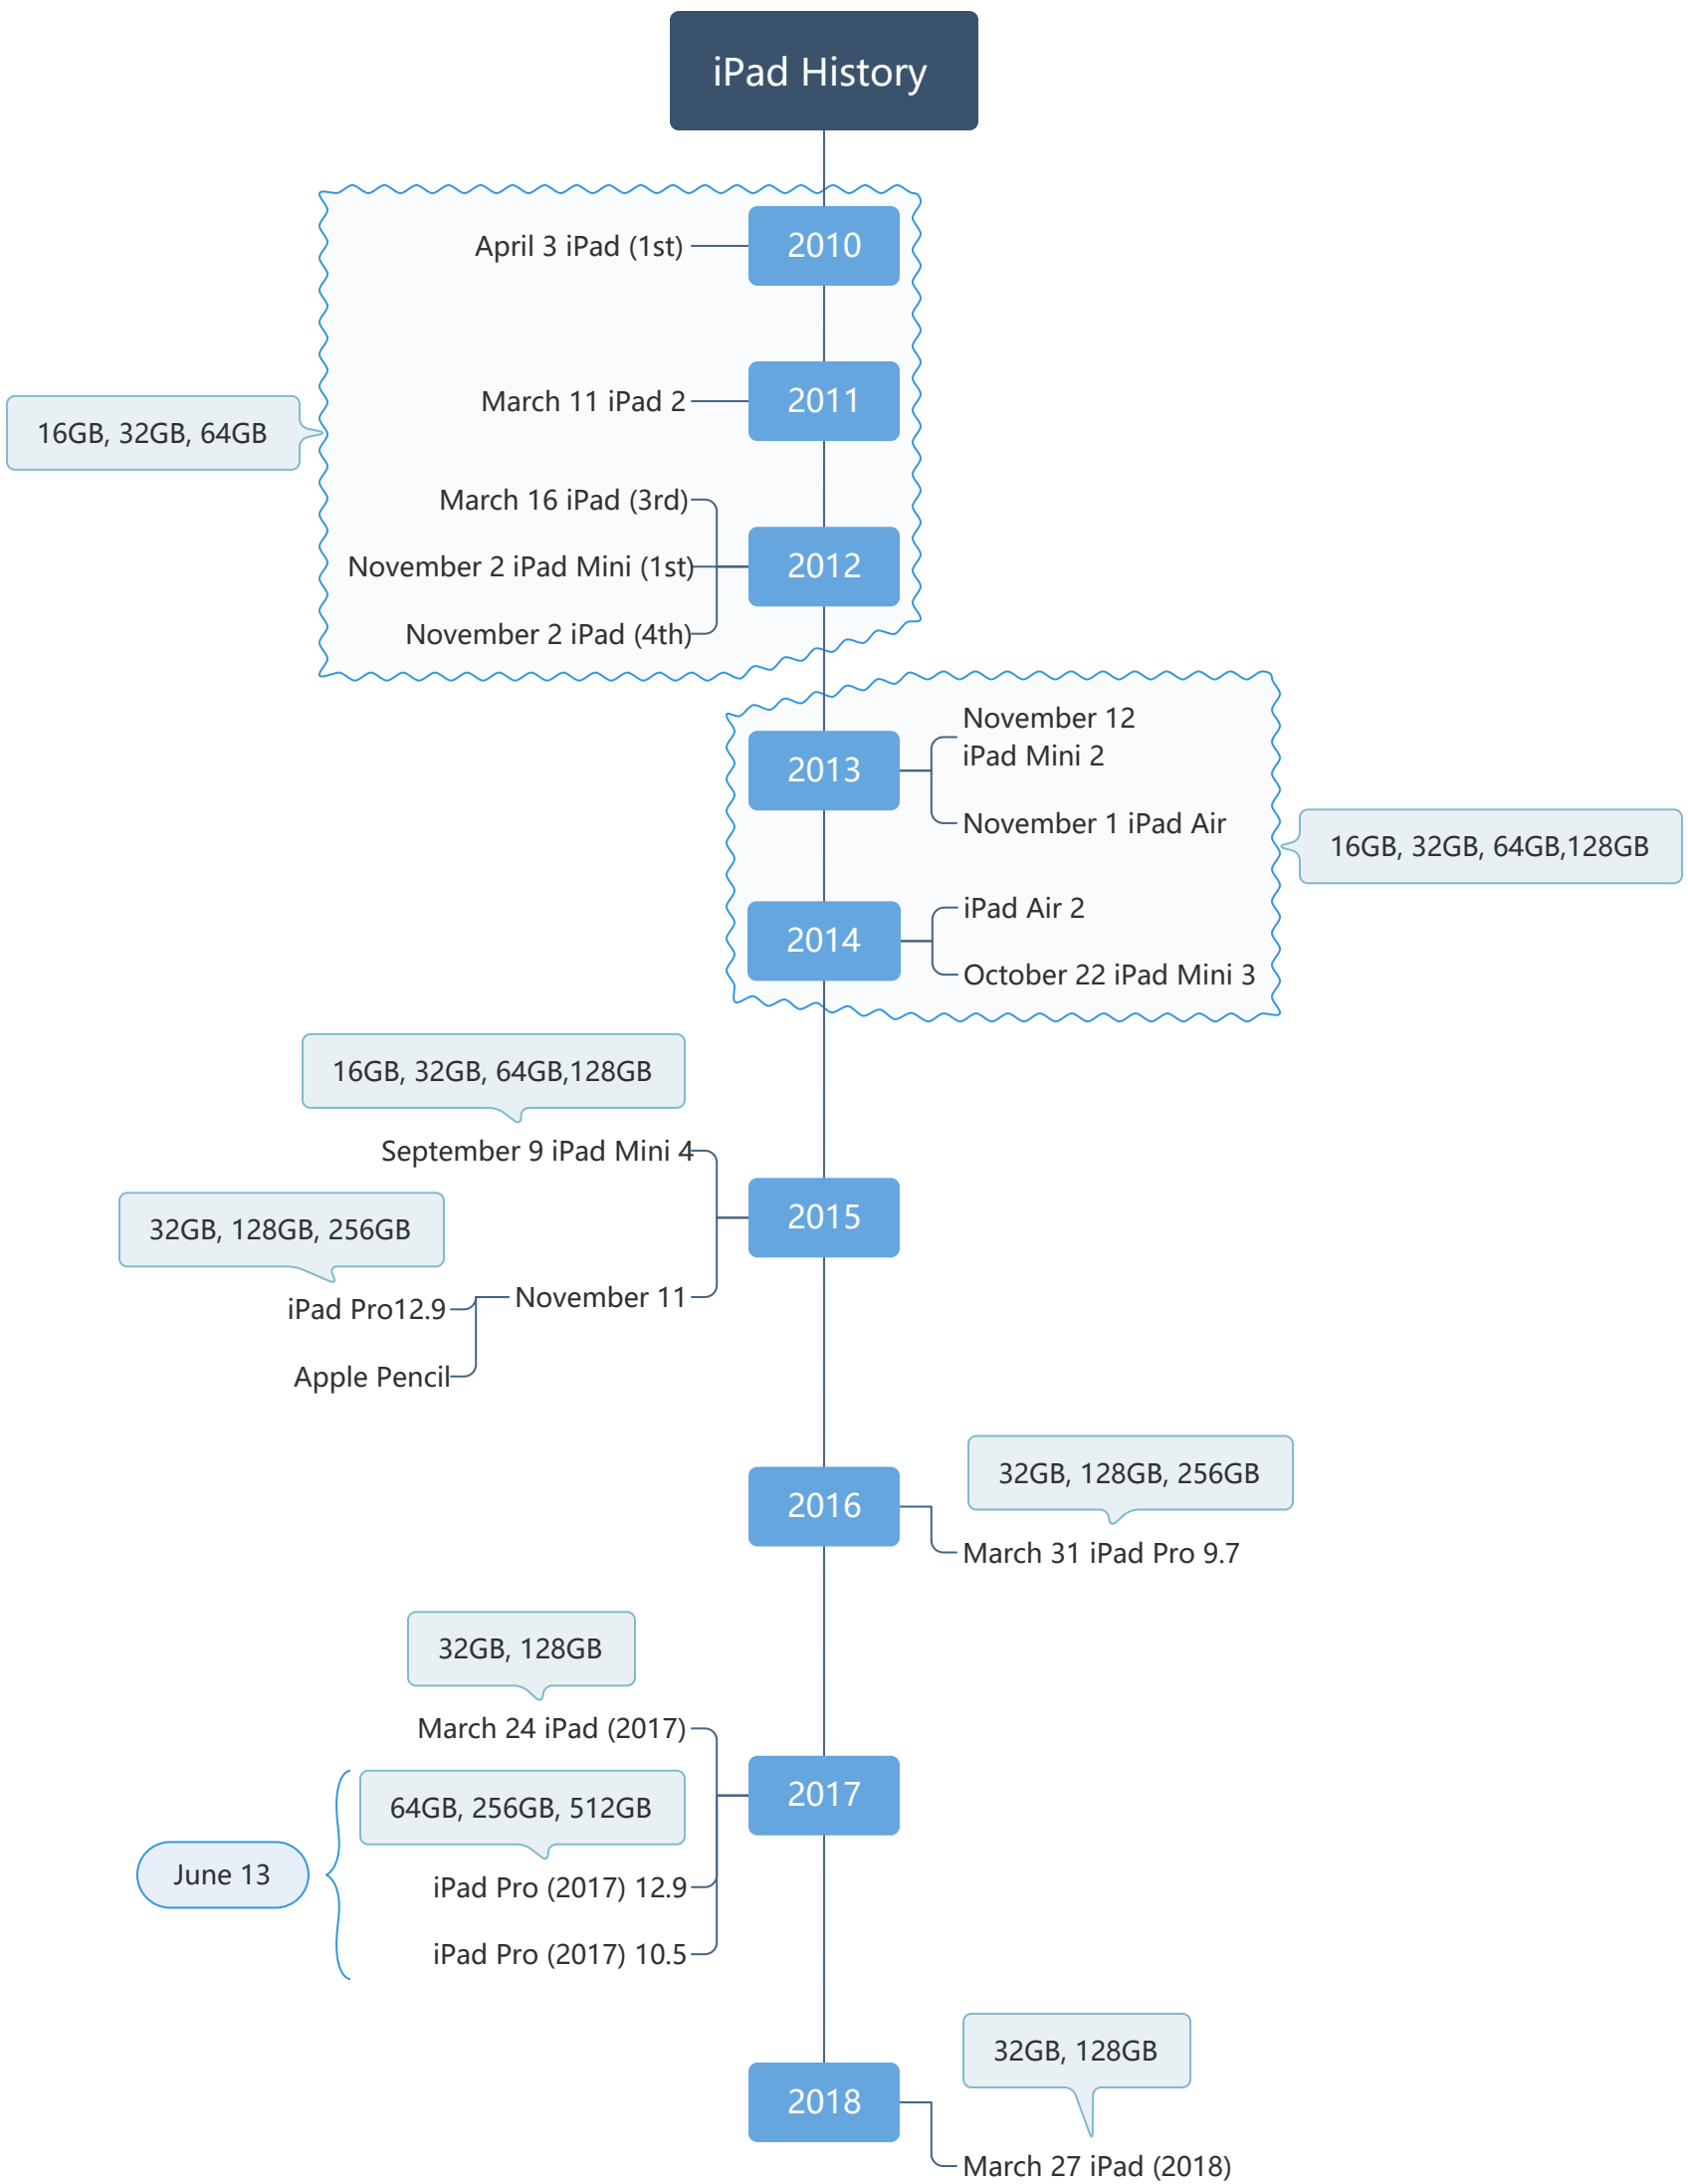 iPad History
2010
April 3 iPad (1st)
2011
March 11 iPad 2
16GB, 32GB, 64GB
2012
March 16 iPad (3rd)
November 2 iPad Mini (1st)
November 2 iPad (4th)
2013
November 12
iPad Mini 2
November 1 iPad Air
16GB, 32GB, 64GB,128GB
2014
iPad Air 2
October 22 iPad Mini 3
2015
16GB, 32GB, 64GB,128GB
September 9 iPad Mini 4
November 11
32GB, 128GB, 256GB
iPad Pro12.9
Apple Pencil
2016
32GB, 128GB, 256GB
March 31 iPad Pro 9.7
2017
32GB, 128GB
March 24 iPad (2017)
64GB, 256GB, 512GB
June 13
iPad Pro (2017) 12.9
iPad Pro (2017) 10.5
2018
32GB, 128GB
March 27 iPad (2018)